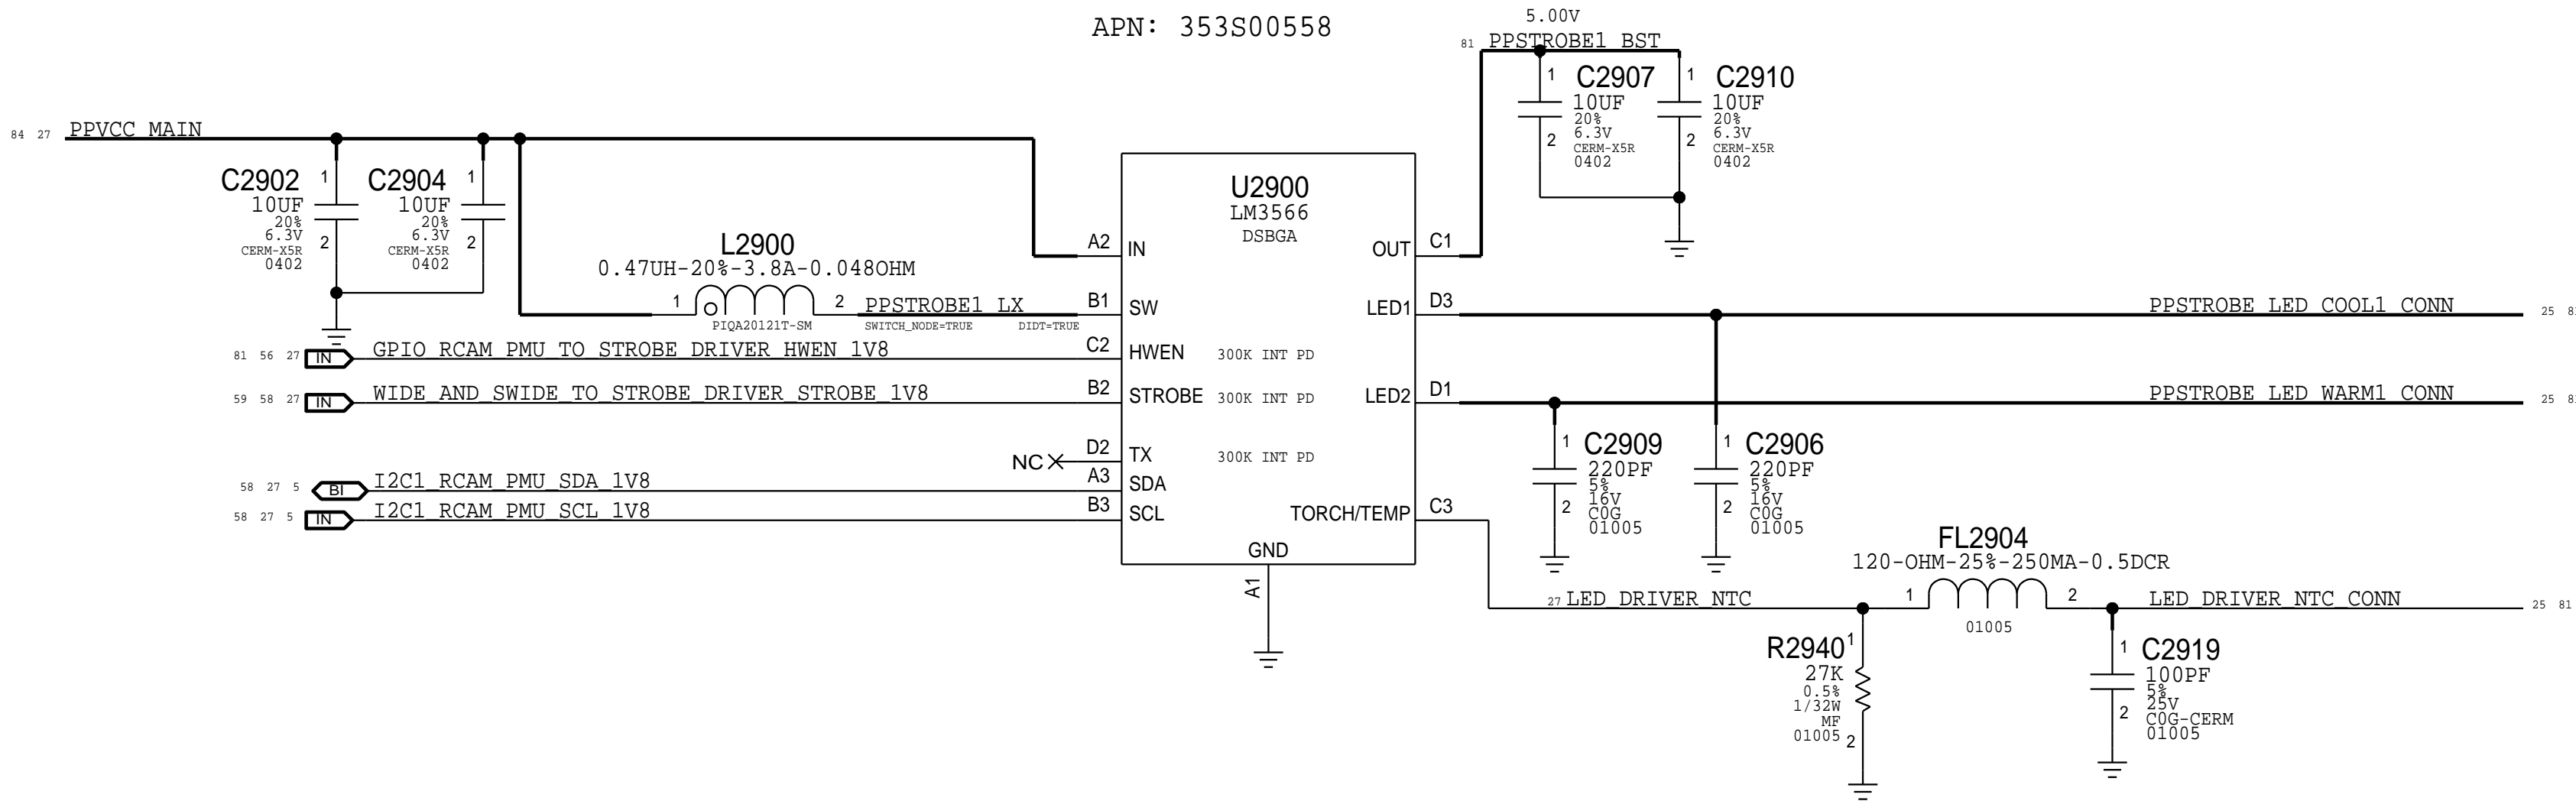 APN: 353S00558
5.00V
81 PPSTROBE1_BST
1 C2907
10UF
20%
6.3V
2 CERM-X5R
0402
1 C2910
10UF
20%
6.3V
2 CERM-X5R
0402
84 27 PPVCC_MAIN
C2902 1
10UF
20%
6.3V 2
CERM-X5R
0402
C2904 1
10UF
20%
6.3V 2
CERM-X5R
0402
L2900
0.47UH-20%-3.8A-0.048OHM
1 2 PPSTROBE1_LX
PIQA20121T-SM SWITCH_NODE=TRUE DIDT=TRUE
U2900
LM3566
DSBGA
A2 IN
OUT C1
B1 SW
LED1 D3
PPSTROBE_LED_COOL1_CONN 25
81 56 27 IN GPIO_RCAM_PMU_TO_STROBE_DRIVER_HWEN_1V8 C2 HWEN 300K INT PD
59 58 27 IN WIDE_AND_SWIDE_TO_STROBE_DRIVER_STROBE_1V8 B2 STROBE 300K INT PD
LED2 D1
PPSTROBE_LED_WARM1_CONN 25
NC D2 TX 300K INT PD
58 27 5 BI I2C1_RCAM_PMU_SDA_1V8 A3 SDA
58 27 5 IN I2C1_RCAM_PMU_SCL_1V8 B3 SCL
TORCH/TEMP C3
GND
A1
1 C2909
220PF
5%
16V
2 C0G
01005
1 C2906
220PF
5%
16V
2 C0G
01005
FL2904
120-OHM-25%-250MA-0.5DCR
27 LED_DRIVER_NTC 1 2 LED_DRIVER_NTC_CONN 25 81
01005
R2940 1
27K
0.5%
1/32W
MF
01005 2
1 C2919
100PF
5%
25V
2 C0G-CERM
01005